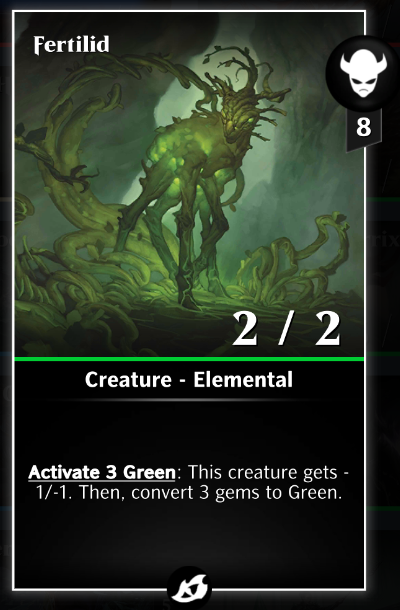 Fertilid
8
2 / 2
Creature - Elemental
Activate 3 Green: This creature gets -
1/-1. Then, convert 3 gems to Green.